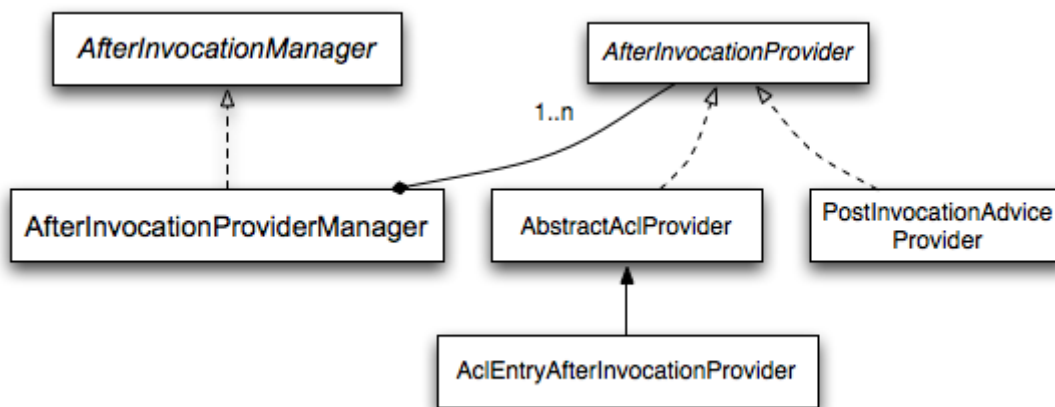 AfterInvocationManager
AfterInvocationProvider
1..n
AfterInvocationProviderManager
AbstractAclProvider
PostInvocationAdvice
Provider
AclEntryAfterInvocationProvider